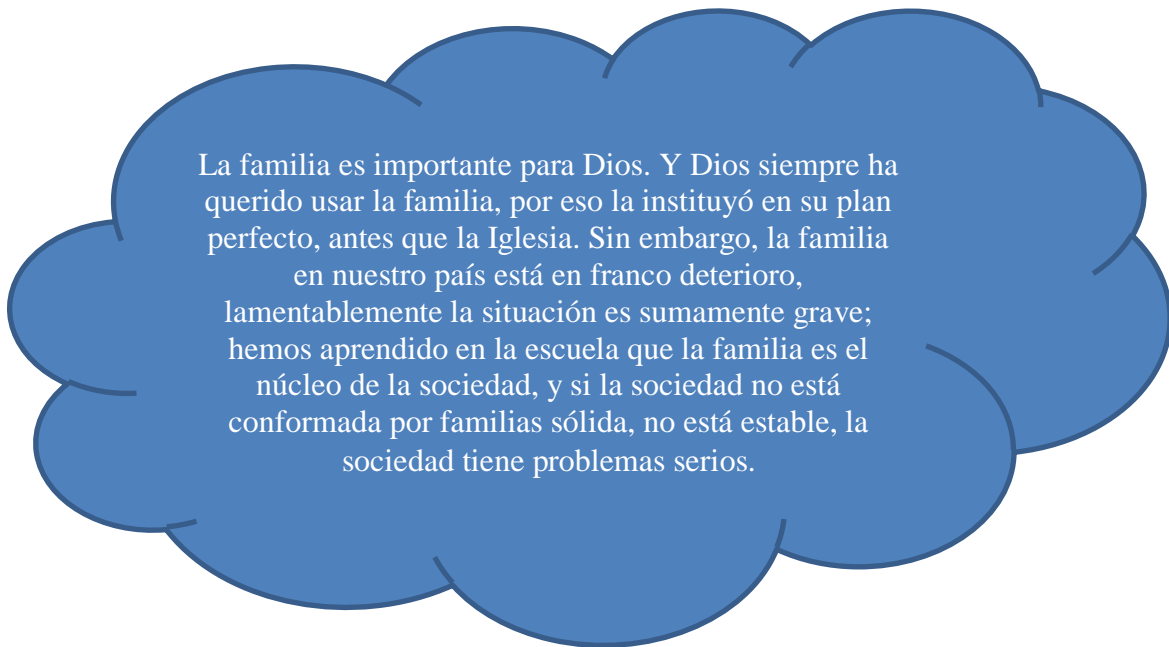 La familia es importante para Dios. Y Dios siempre ha
querido usar la familia, por eso la instituyó en su plan
perfecto, antes que la Iglesia. Sin embargo, la familia
en nuestro país está en franco deterioro,
lamentablemente la situación es sumamente grave;
hemos aprendido en la escuela que la familia es el
núcleo de la sociedad, y si la sociedad no está
conformada por familias sólida, no está estable, la
sociedad tiene problemas serios.